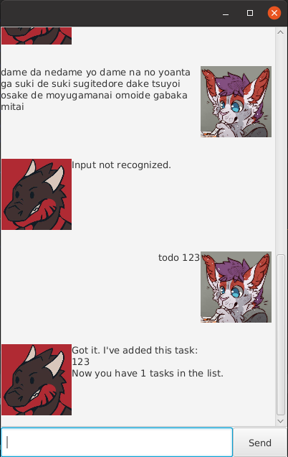 dame da nedame yo dame na no yoanta
ga suki de suki sugitedore dake tsuyoi
osake de moyugamanai omoide gabaka
mitai
Input not recognized.
todo 123
Got it. I've added this task:
123
Now you have 1 tasks in the list.
Send